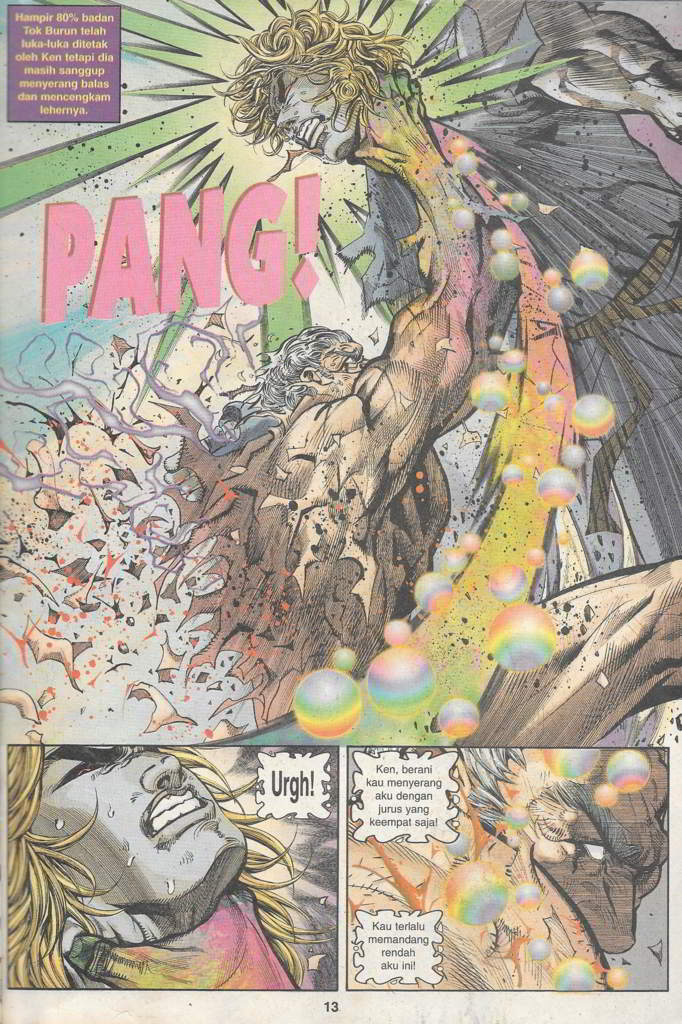 Hampir 80% badan
Tok Burun telah
luka-luka ditetak
oleh Ken tetapi dia
masih sanggup
menyerang balas
dan mencengkam
lehernya.
PANG!
Urgh!
Ken, berani
kau menyerang
aku dengan
jurus yang
keempat saja!
Kau terlalu
memandang
rendah
aku ini!
13